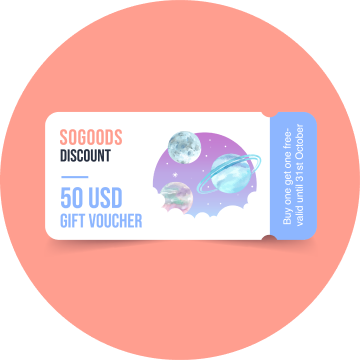 SOGOODS
DISCOUNT
50 USD
GIFT VOUCHER
Buy one get one free-
valid until 31st October